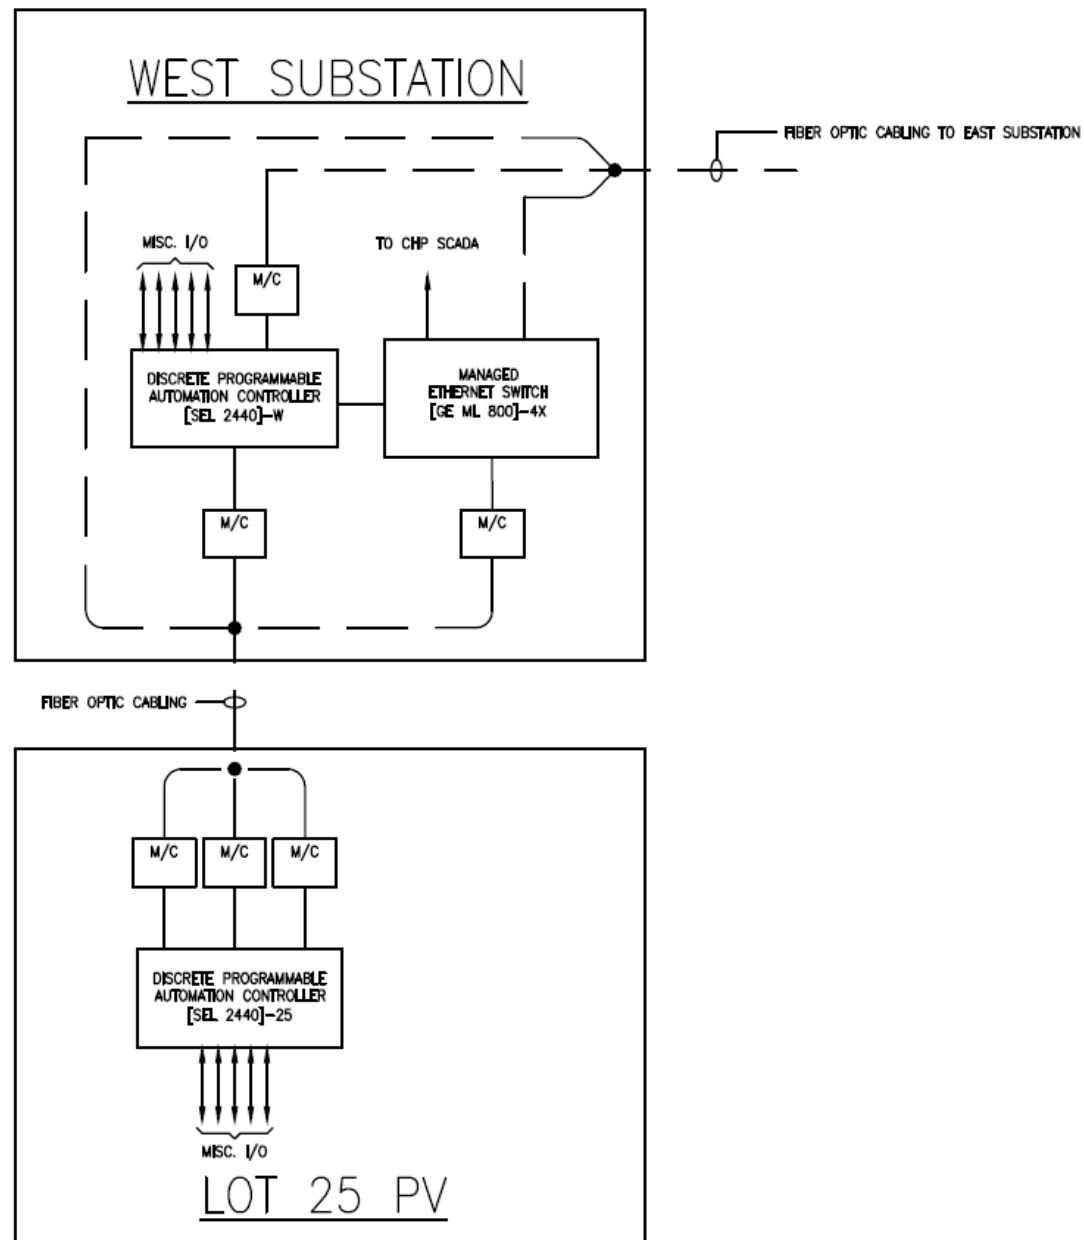 WEST SUBSTATION
FIBER OPTIC CABLING TO EAST SUBSTATION
MISC. I/O
TO CHP SCADA
M/C
DISCRETE PROGRAMMABLE
AUTOMATION CONTROLLER
[SEL 2440]-W
MANAGED
ETHERNET SWITCH
[GE ML 800]-4X
M/C
M/C
FIBER OPTIC CABLING
M/C
M/C
M/C
DISCRETE PROGRAMMABLE
AUTOMATION CONTROLLER
[SEL 2440]-25
MISC. I/O
LOT 25 PV